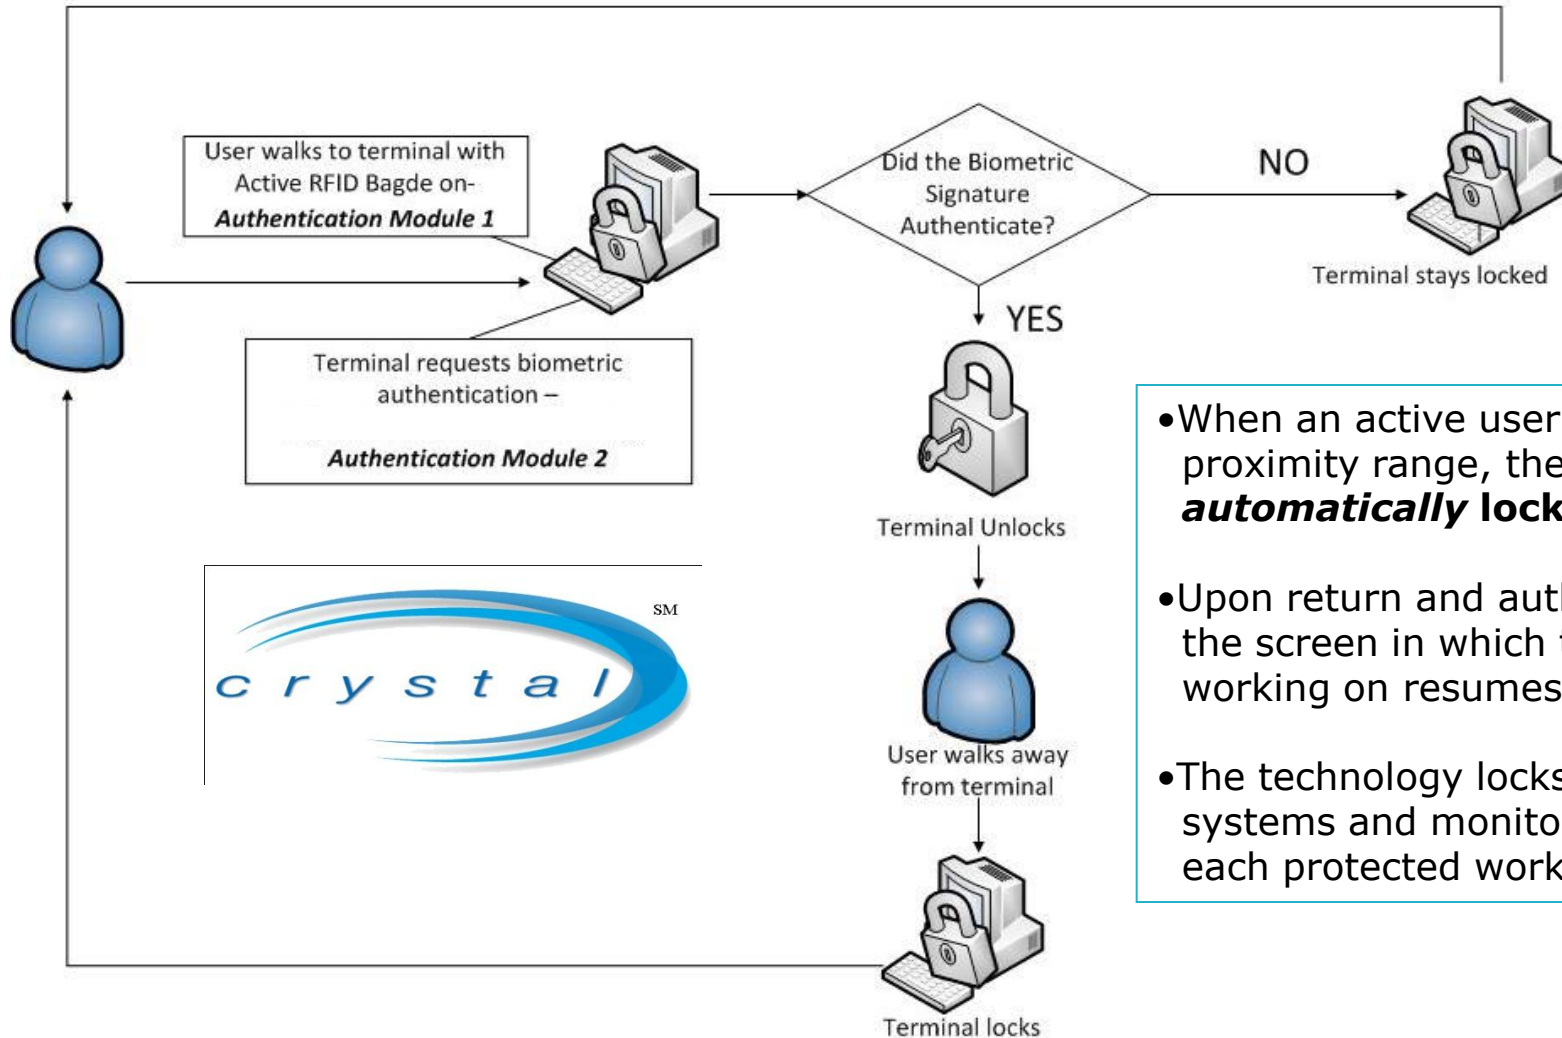 User walks to terminal with
Active RFID Bagde on-
Authentication Module 1
Terminal requests biometric
authentication –
Authentication Module 2
Did the Biometric
Signature
Authenticate?
NO
Terminal stays locked
YES
Terminal Unlocks
User walks away
from terminal
Terminal locks
crystal
SM
•When an active user
proximity range, the
automatically lock
•Upon return and auth
the screen in which t
working on resumes
•The technology locks
systems and monito
each protected work